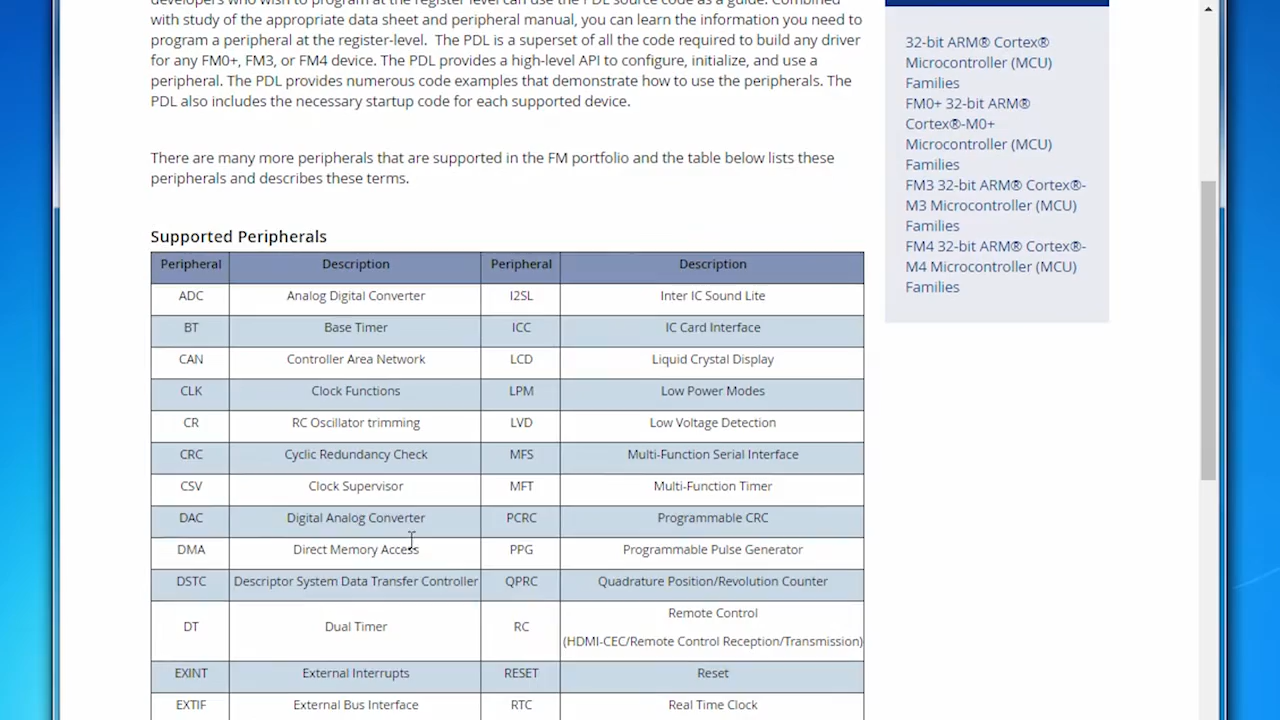 developers who wish to program at the register level can use the PDL source code as a guide. Combined
with study of the appropriate data sheet and peripheral manual, you can learn the information you need to
program a peripheral at the register-level. The PDL is a superset of all the code required to build any driver
for any FM0+, FM3, or FM4 device. The PDL provides a high-level API to configure, initialize, and use a
peripheral. The PDL provides numerous code examples that demonstrate how to use the peripherals. The
PDL also includes the necessary startup code for each supported device.
There are many more peripherals that are supported in the FM portfolio and the table below lists these
peripherals and describes these terms.
Supported Peripherals
Peripheral Description Peripheral Description
ADC Analog Digital Converter I2SL Inter IC Sound Lite
BT Base Timer ICC IC Card Interface
CAN Controller Area Network LCD Liquid Crystal Display
CLK Clock Functions LPM Low Power Modes
CR RC Oscillator trimming LVD Low Voltage Detection
CRC Cyclic Redundancy Check MFS Multi-Function Serial Interface
CSV Clock Supervisor MFT Multi-Function Timer
DAC Digital Analog Converter PCRC Programmable CRC
DMA Direct Memory Access PPG Programmable Pulse Generator
DSTC Descriptor System Data Transfer Controller QPRC Quadrature Position/Revolution Counter
DT Dual Timer RC Remote Control
(HDMI-CEC/Remote Control Reception/Transmission)
EXINT External Interrupts RESET Reset
EXTIF External Bus Interface RTC Real Time Clock
32-bit ARM® Cortex®
Microcontroller (MCU)
Families
FM0+ 32-bit ARM®
Cortex®-M0+
Microcontroller (MCU)
Families
FM3 32-bit ARM® Cortex®-
M3 Microcontroller (MCU)
Families
FM4 32-bit ARM® Cortex®-
M4 Microcontroller (MCU)
Families